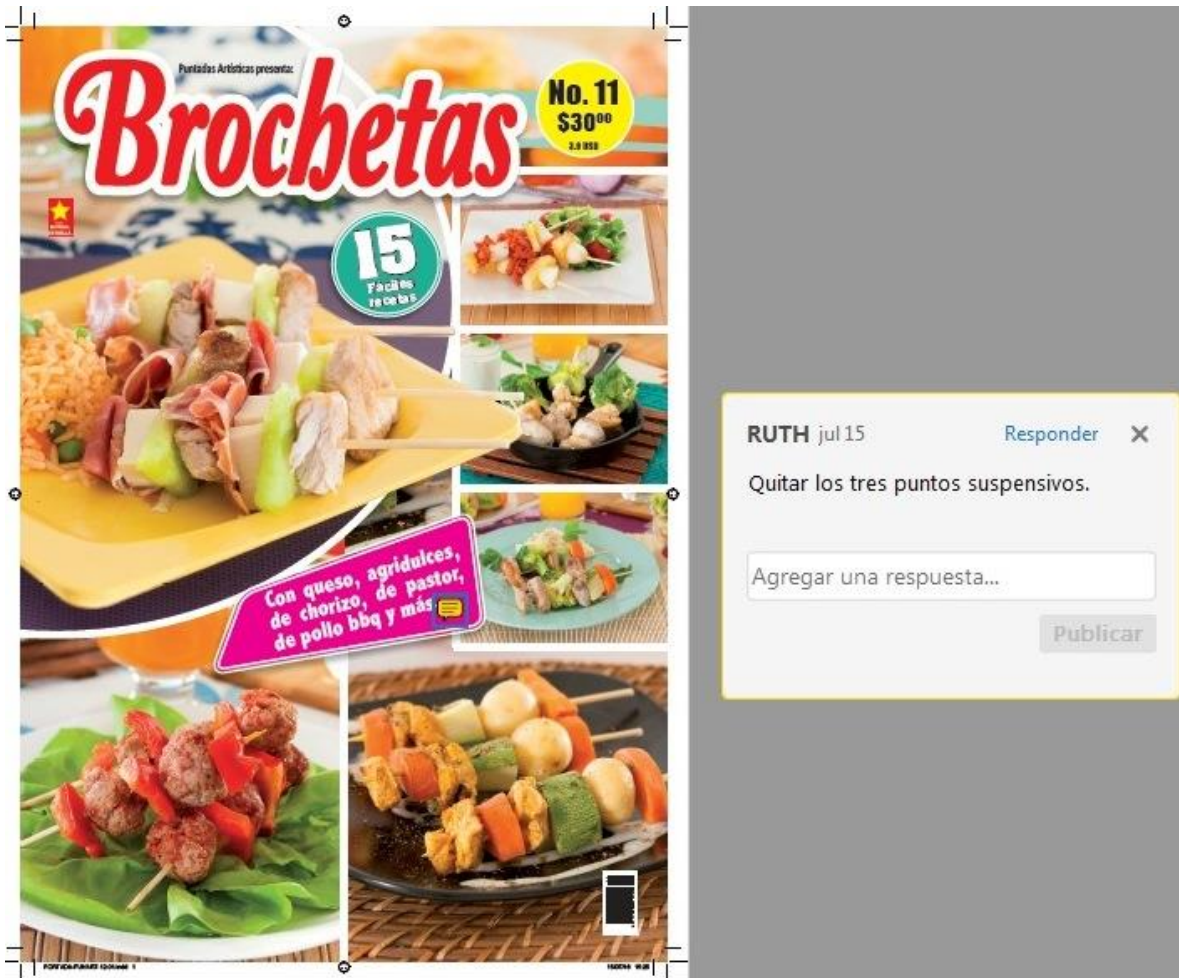 Puntadas Artísticas presenta:
Brochetas
No. 11
$30⁰⁰
15
Fáciles
recetas
Con queso, agridulces,
de chorizo, de pastor,
de pollo bbq y más
RUTH jul 15
Responder
Quitar los tres puntos suspensivos.
Agregar una respuesta...
Publicar